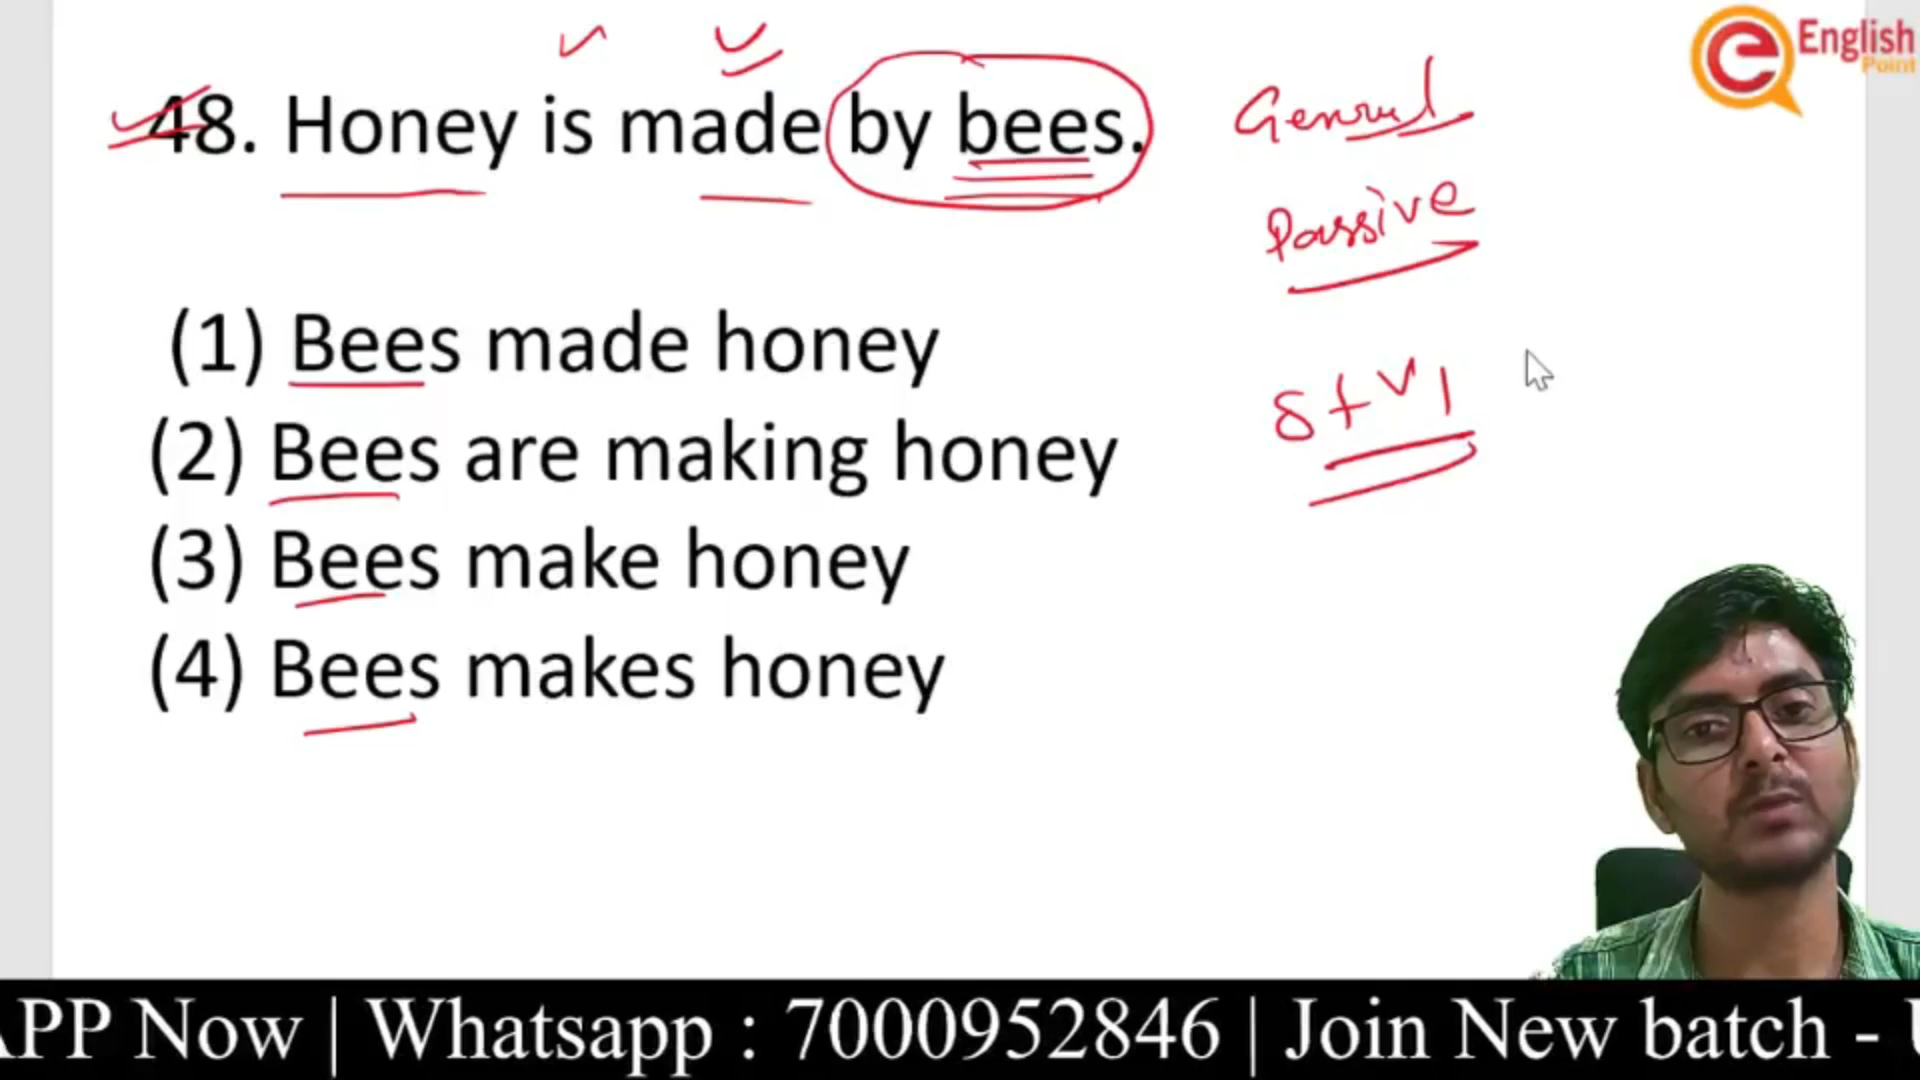 English
Point
48. Honey is made by bees.
General
Passive
(1) Bees made honey
S+V1
(2) Bees are making honey
(3) Bees make honey
(4) Bees makes honey
APP Now | Whatsapp : 7000952846 | Join New batch -